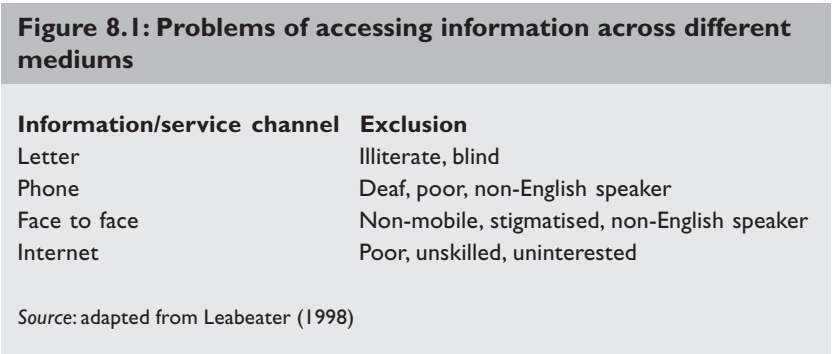 Figure 8.1: Problems of accessing information across different
mediums
Information/service channel Exclusion
Letter Illiterate, blind
Phone Deaf, poor, non-English speaker
Face to face Non-mobile, stigmatised, non-English speaker
Internet Poor, unskilled, uninterested
Source: adapted from Leabeater (1998)